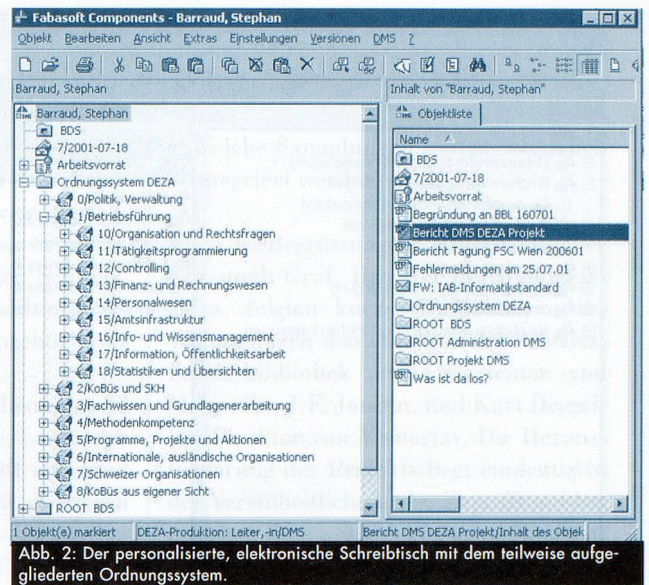 Fabasoft Components - Barraud, Stephan
Objekt Bearbeiten Ansicht Extras Einstellungen Versionen DMS ?
Barraud, Stephan
Barraud, Stephan
BDS
7/2001-07-18
Arbeitsvorrat
Ordnungssystem DEZA
0/Politik, Verwaltung
1/Betriebsführung
10/Organisation und Rechtsfragen
11/Tätigkeitsprogrammierung
12/Controlling
13/Finanz- und Rechnungswesen
14/Personalwesen
15/Amtsinfrastruktur
16/Info- und Wissensmanagement
17/Information, Öffentlichkeitsarbeit
18/Statistiken und Übersichten
2/KoBüs und SKH
3/Fachwissen und Grundlagenerarbeitung
4/Methodenkompetenz
5/Programme, Projekte und Aktionen
6/Internationale, ausländische Organisationen
7/Schweizer Organisationen
8/KoBüs aus eigener Sicht
ROOT BDS
Inhalt von "Barraud, Stephan"
Objektliste
Name
BDS
7/2001-07-18
Arbeitsvorrat
Begründung an BBL 160701
Bericht DMS DEZA Projekt
Bericht Tagung FSC Wien 200601
Fehlermeldungen am 25.07.01
FW: IAB-Informatikstandard
Ordnungssystem DEZA
ROOT BDS
ROOT Administration DMS
ROOT Projekt DMS
Was ist da los?
1 Objekt(e) markiert DEZA-Produktion: Leiter,-in/DMS Bericht DMS DEZA Projekt/Inhalt des Objek
Abb. 2: Der personalisierte, elektronische Schreibtisch mit dem teilweise aufge-
gliederten Ordnungssystem.